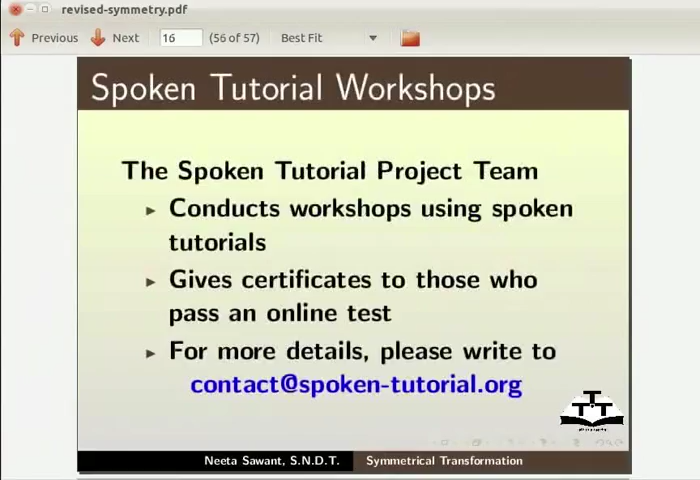 revised-symmetry.pdf
Previous Next 16 (56 of 57) Best Fit
Spoken Tutorial Workshops
The Spoken Tutorial Project Team
Conducts workshops using spoken
tutorials
Gives certificates to those who
pass an online test
For more details, please write to
contact@spoken-tutorial.org
Neeta Sawant, S.N.D.T. Symmetrical Transformation